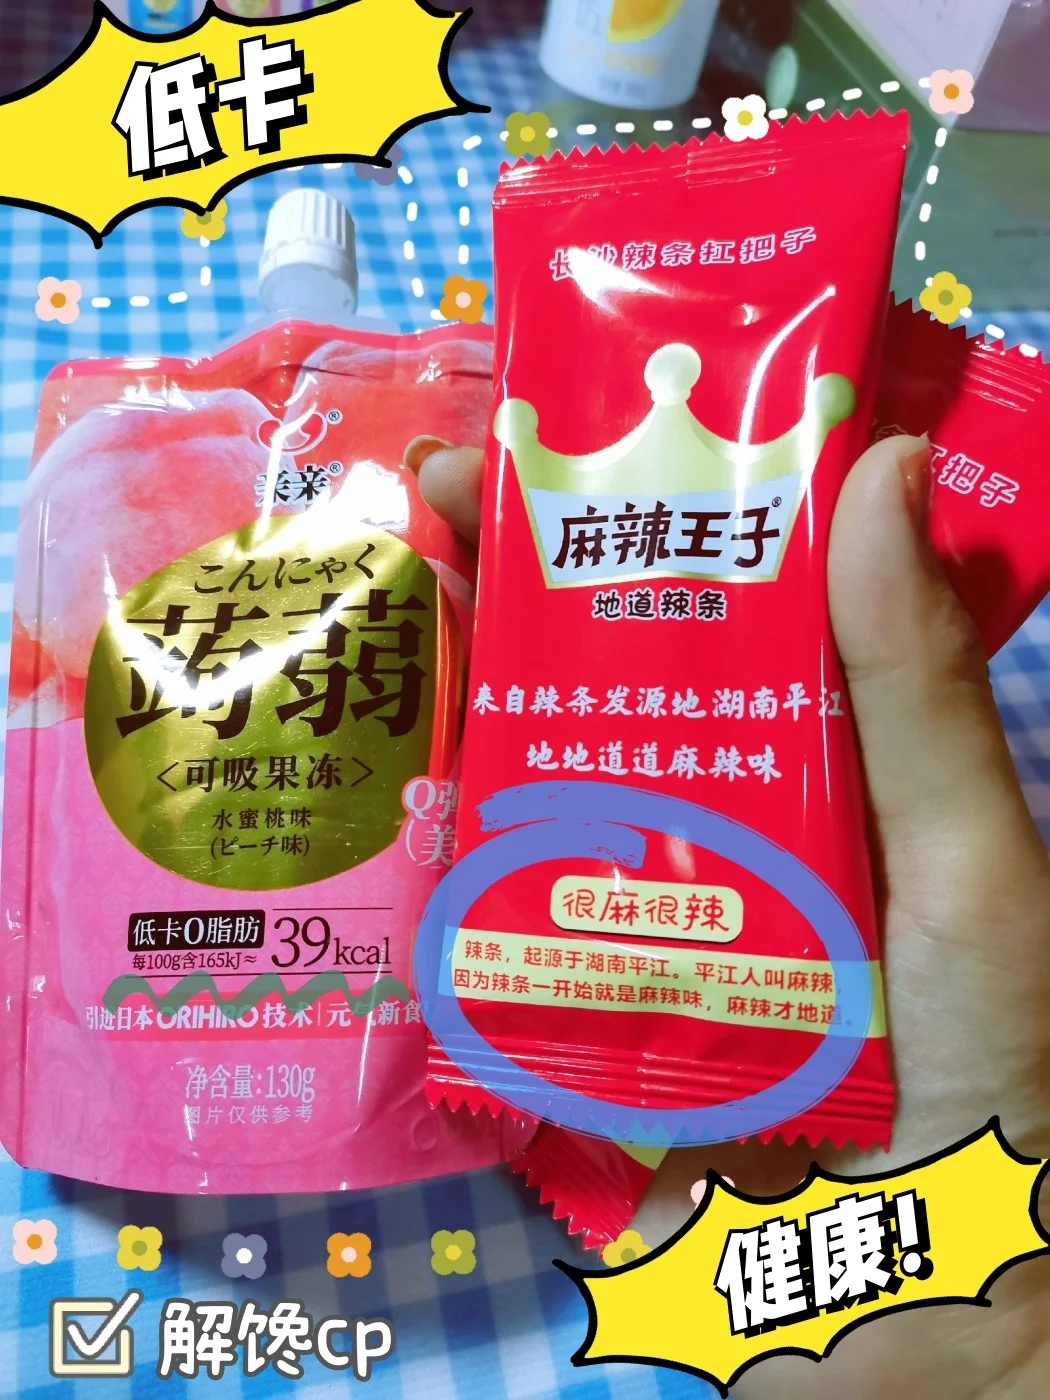 低卡
长沙辣条扛把子
麻辣王子®
地道辣条
来自辣条发源地湖南平江
地地道道麻辣味
很麻很辣
辣条，起源于湖南平江。平江人叫麻辣，
因为辣条一开始就是麻辣味，麻辣才地道。
扛把子
亲亲®
こんにゃく
蒟蒻
<可吸果冻>
水蜜桃味
(ピーチ味)
Q弹
(美
低卡0脂肪
每100g含165kJ≈
39kcal
引进日本ORIHIRO技术|元气新食
净含量:130g
图片仅供参考
健康!
解馋cp